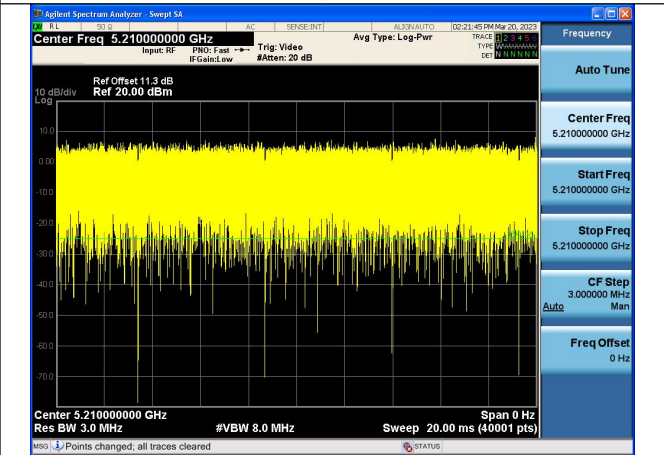 Agilent Spectrum Analyzer - Swept SA
RL 50 Ω AC SENSE:INT ALIGN AUTO 02:21:45 PM Mar 20, 2023
Center Freq 5.210000000 GHz
Input: RF PNO: Fast Trig: Video Avg Type: Log-Pwr TRACE 1 2 3 4 5 6
IFGain:Low #Atten: 20 dB TYPE
DET N N N N N N
Ref Offset 11.3 dB
10 dB/div Ref 20.00 dBm
Log
10.0
0.00
-10.0
-20.0
-30.0
-40.0
-50.0
-60.0
-70.0
Center 5.210000000 GHz Span 0 Hz
Res BW 3.0 MHz #VBW 8.0 MHz Sweep 20.00 ms (40001 pts)
MSG Points changed; all traces cleared STATUS
Frequency
Auto Tune
Center Freq
5.210000000 GHz
Start Freq
5.210000000 GHz
Stop Freq
5.210000000 GHz
CF Step
3.000000 MHz
Auto Man
Freq Offset
0 Hz